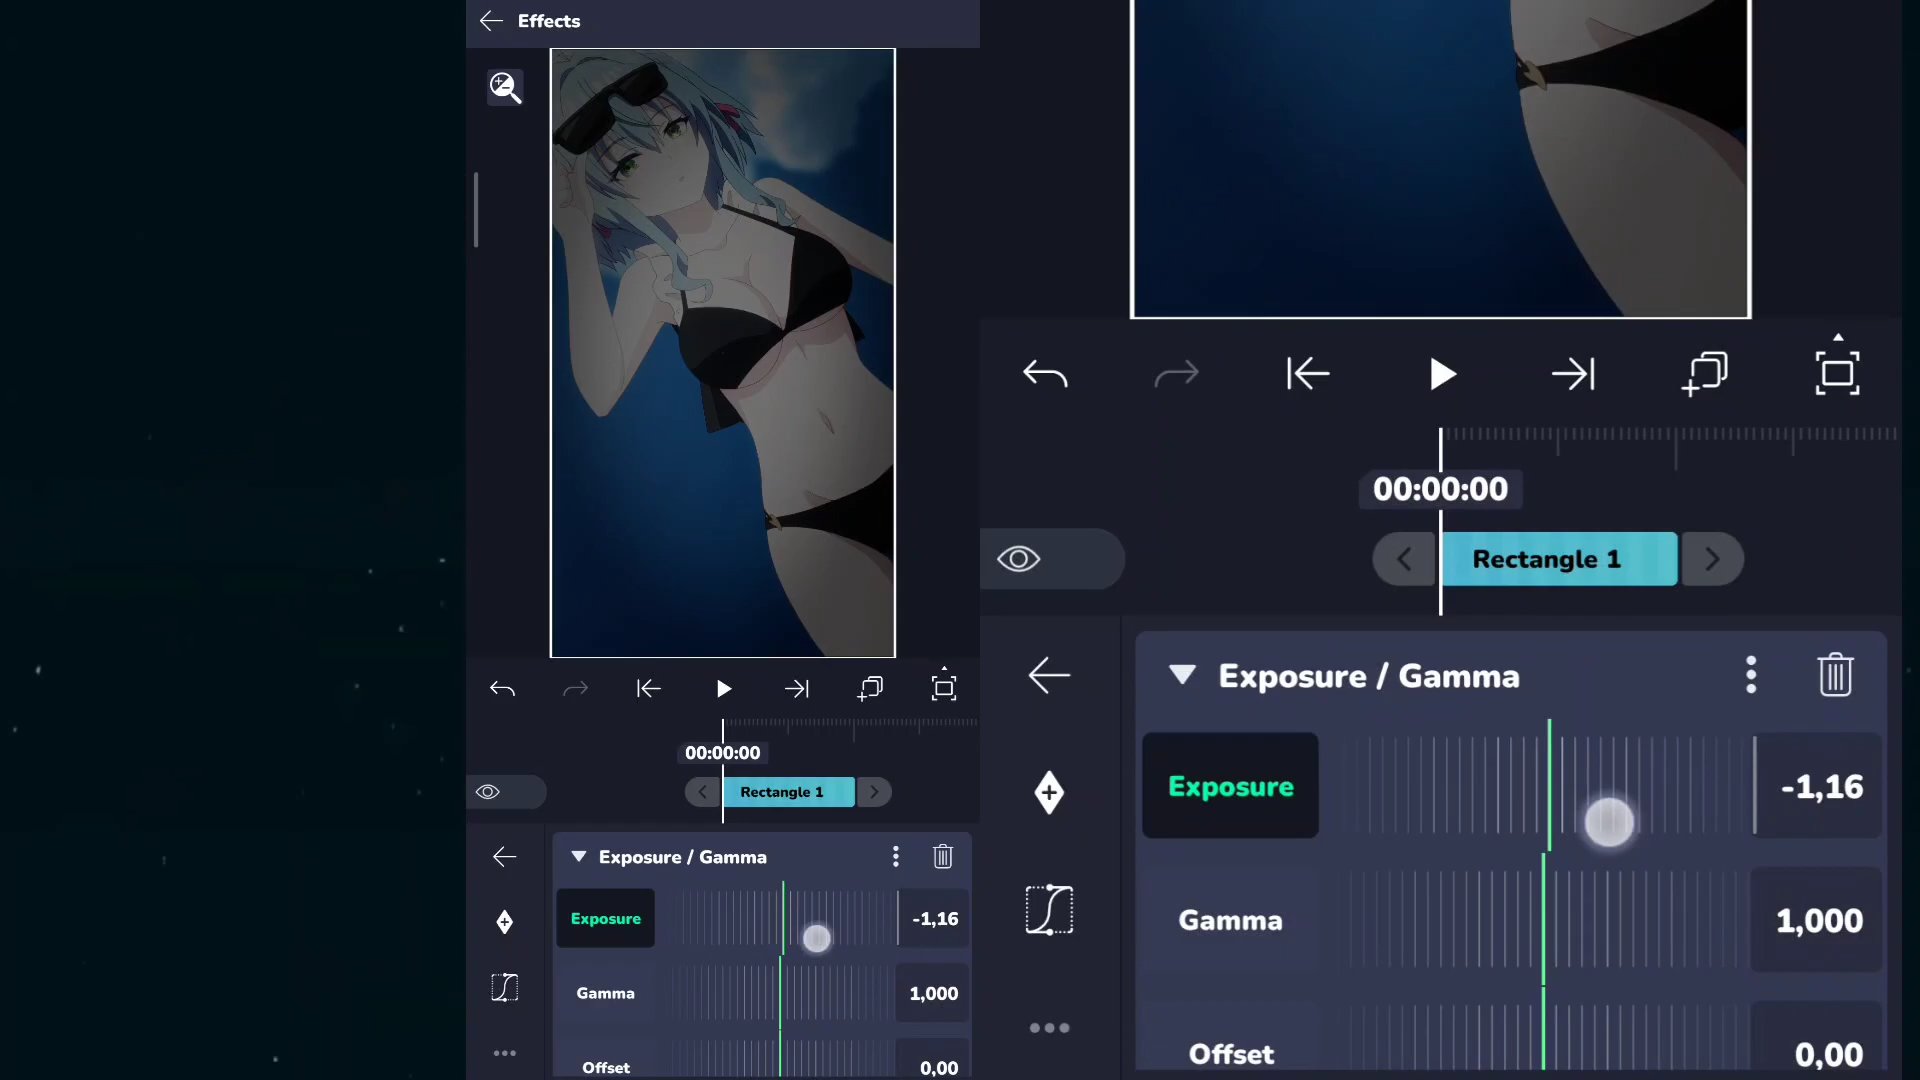 Effects
00:00:00
Rectangle 1
Exposure / Gamma
Exposure
-1,16
Gamma
1,000
Offset
0,00
00:00:00
Rectangle 1
Exposure / Gamma
Exposure
-1,16
Gamma
1,000
Offset
0,00